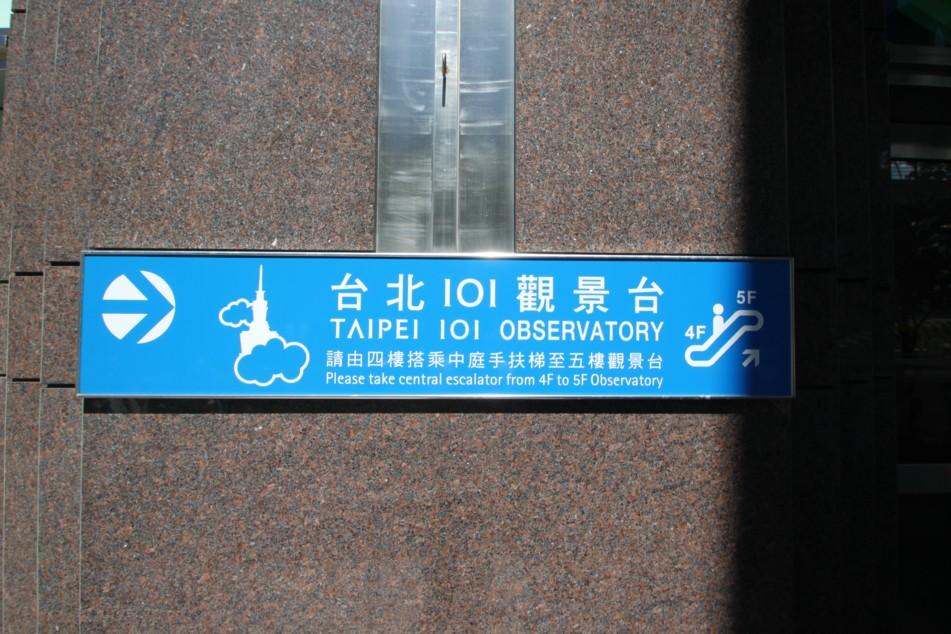 台北101觀景台
TAIPEI 101 OBSERVATORY
請由四樓搭乘中庭手扶梯至五樓觀景台
Please take central escalator from 4F to 5F Observatory
5F
4F